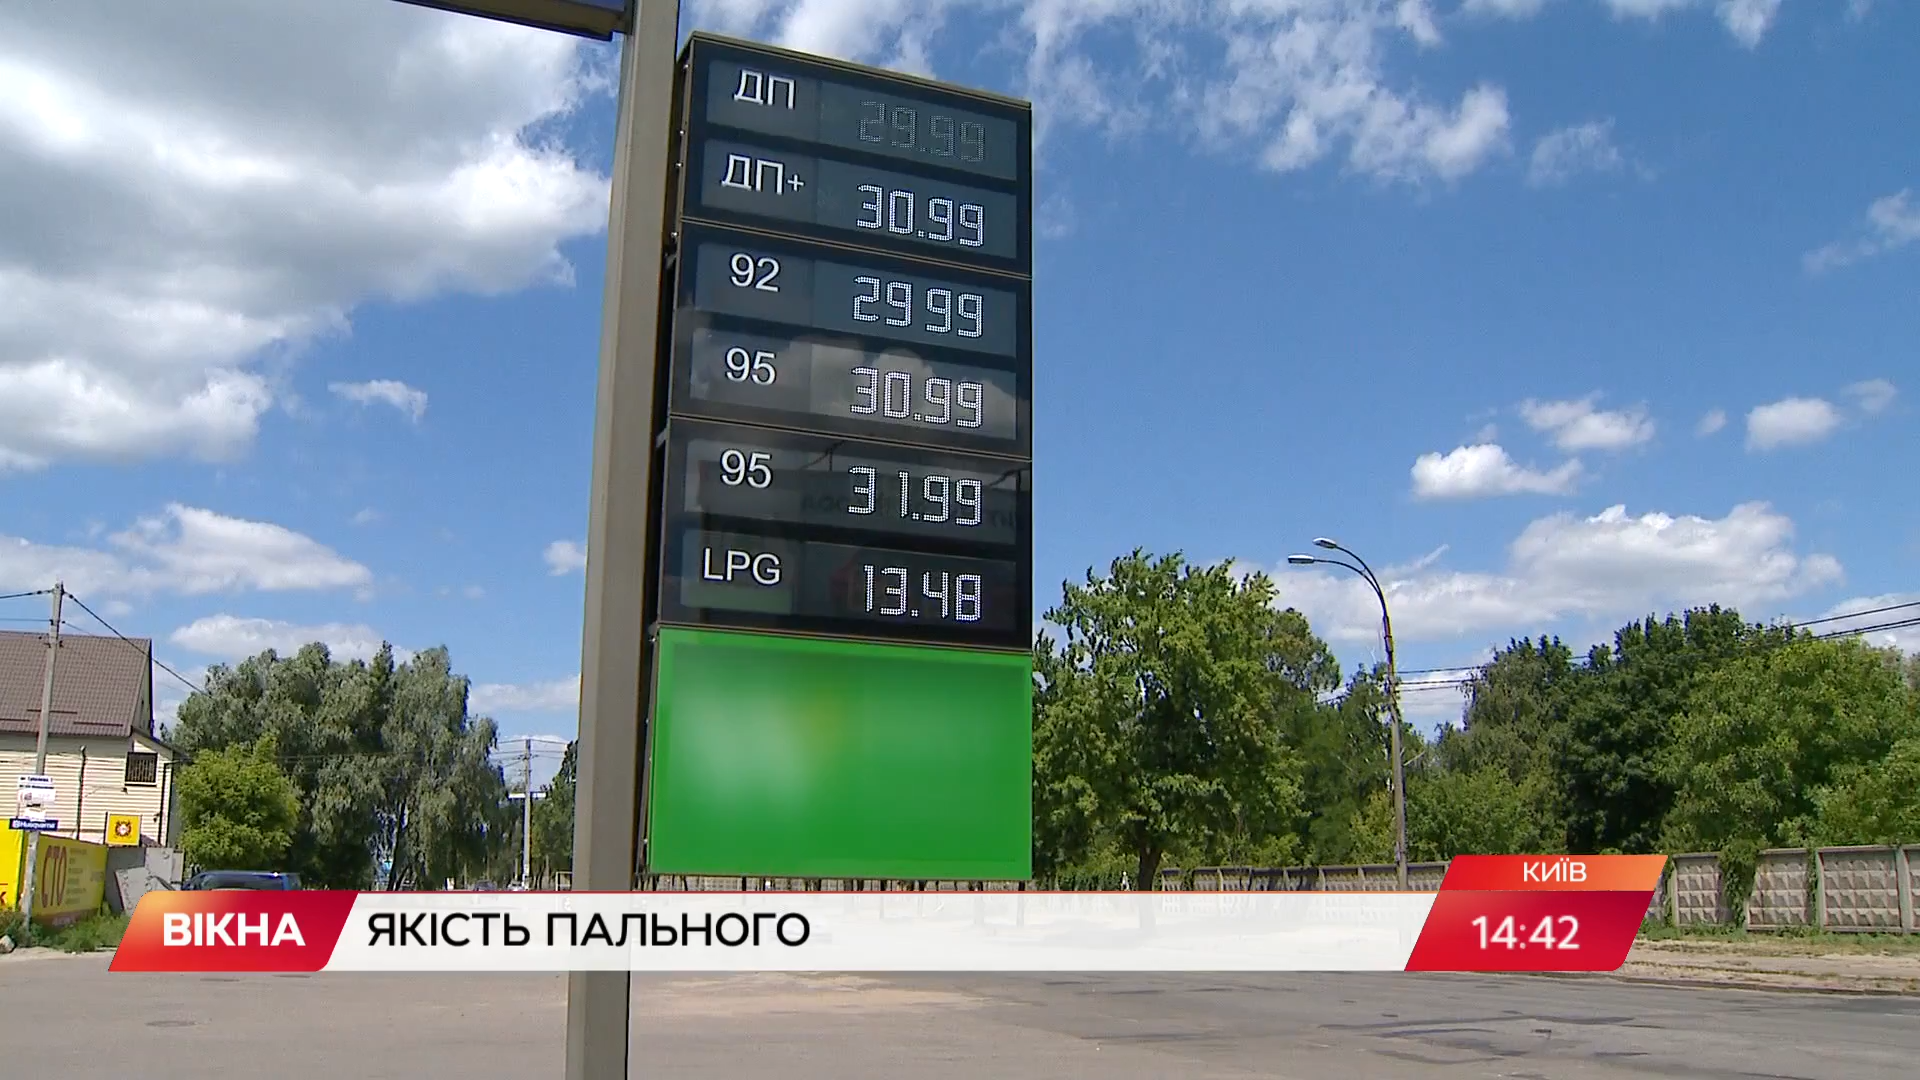 ДП 29.99
ДП+ 30.99
92 29.99
95 30.99
95 31.99
LPG 13.48
Husqvarna
СТО
КИЇВ
ВІКНА ЯКІСТЬ ПАЛЬНОГО 14:42